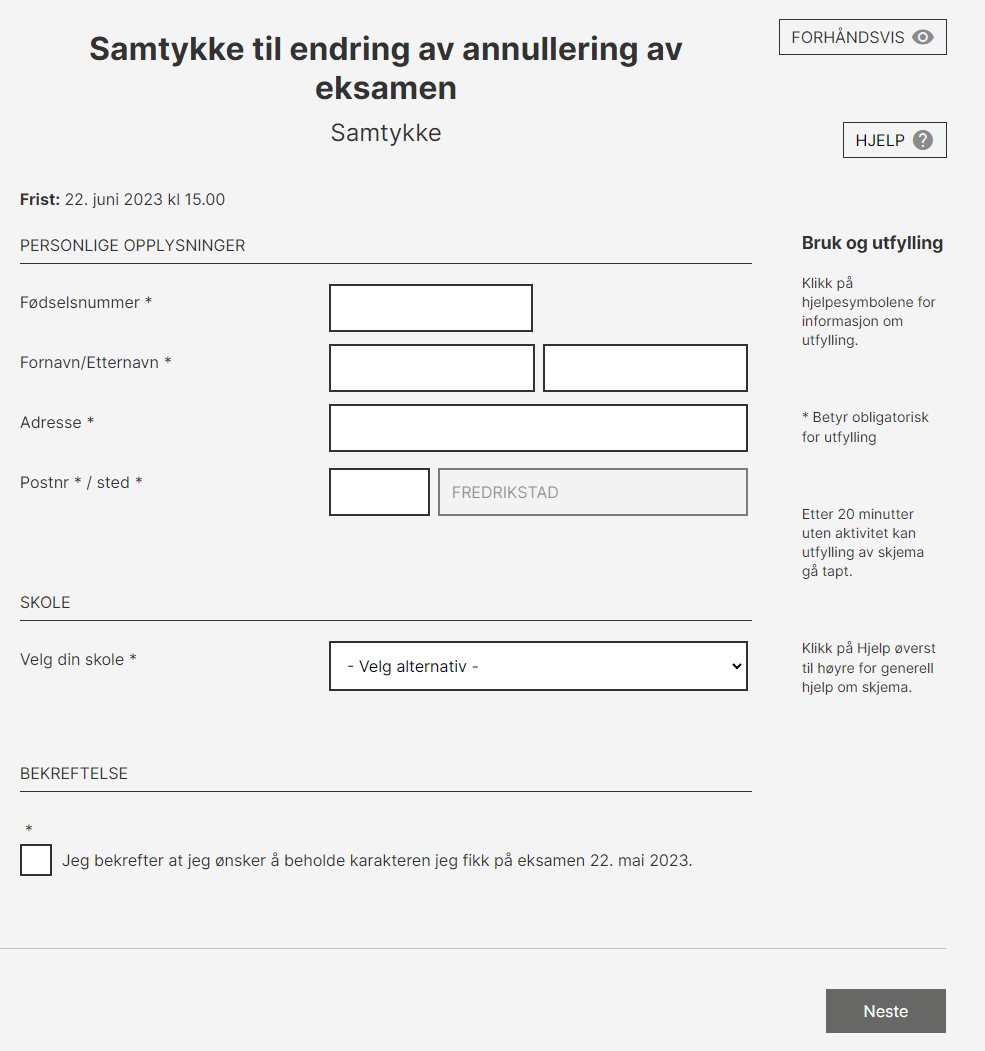 Samtykke til endring av annullering av
eksamen
Samtykke
FORHÅNDSVIS
HJELP ?
Frist: 22. juni 2023 kl 15.00
PERSONLIGE OPPLYSNINGER
Fødselsnummer *
Fornavn/Etternavn *
Adresse *
Postnr * / sted *
FREDRIKSTAD
SKOLE
Velg din skole *
- Velg alternativ -
BEKREFTELSE
*
Jeg bekrefter at jeg ønsker å beholde karakteren jeg fikk på eksamen 22. mai 2023.
Bruk og utfylling
Klikk på
hjelpesymbolene for
informasjon om
utfylling.
* Betyr obligatorisk
for utfylling
Etter 20 minutter
uten aktivitet kan
utfylling av skjema
gå tapt.
Klikk på Hjelp øverst
til høyre for generell
hjelp om skjema.
Neste